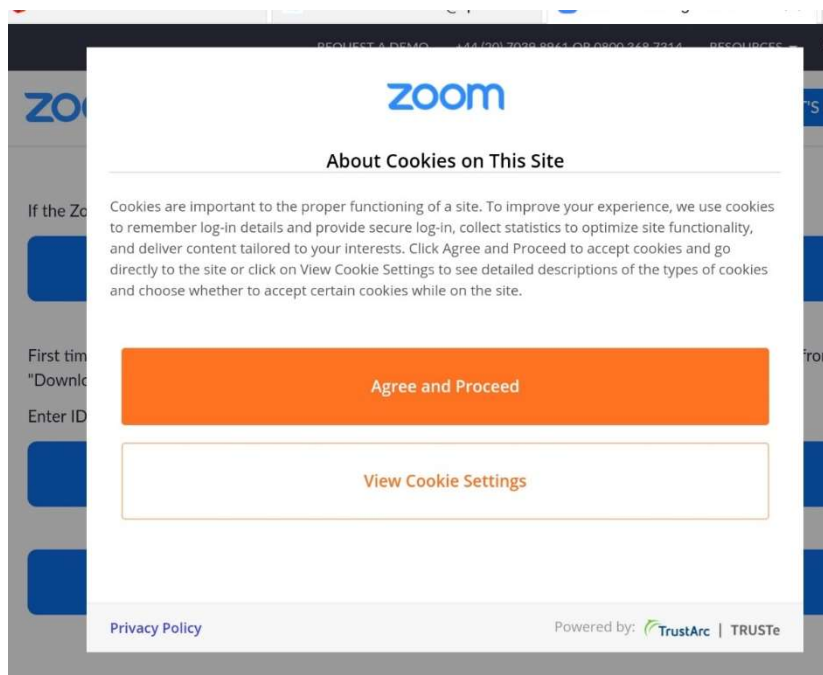 REQUEST A DEMO +44 (20) 7039 8961 OR 0800 368 7314 RESOURCES
zoom
About Cookies on This Site
If the Zo
Cookies are important to the proper functioning of a site. To improve your experience, we use cookies
to remember log-in details and provide secure log-in, collect statistics to optimize site functionality,
and deliver content tailored to your interests. Click Agree and Proceed to accept cookies and go
directly to the site or click on View Cookie Settings to see detailed descriptions of the types of cookies
and choose whether to accept certain cookies while on the site.
First tim
"Downlo
Enter ID
Agree and Proceed
View Cookie Settings
Privacy Policy
Powered by: TrustArc | TRUSTe